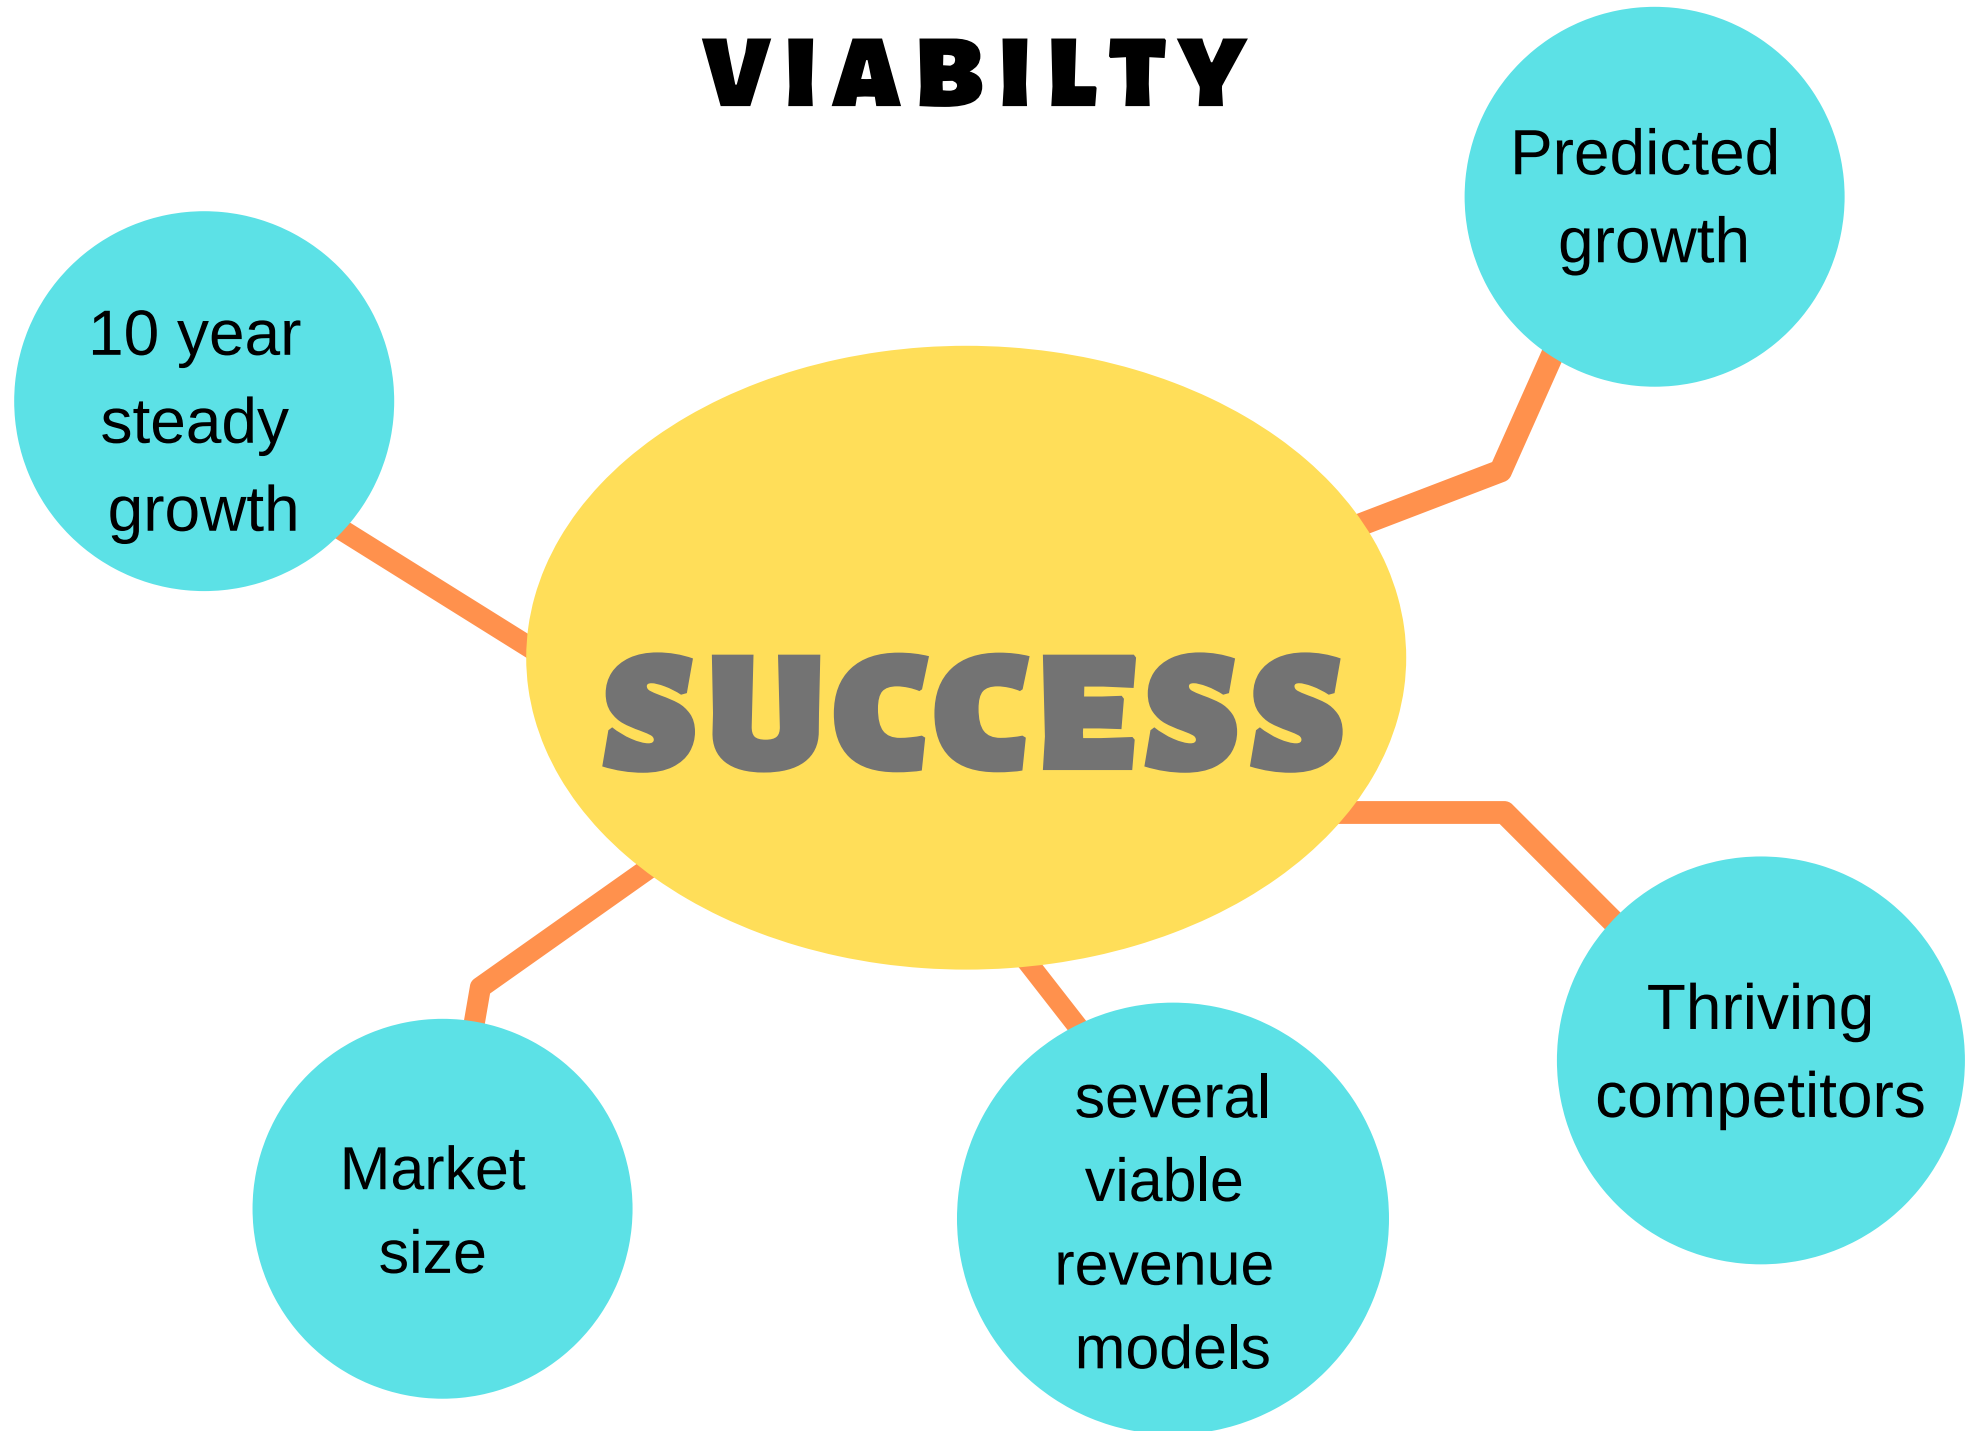 VIABILTY
Predicted
growth
10 year
steady
growth
SUCCESS
Thriving
competitors
Market
size
several
viable
revenue
models